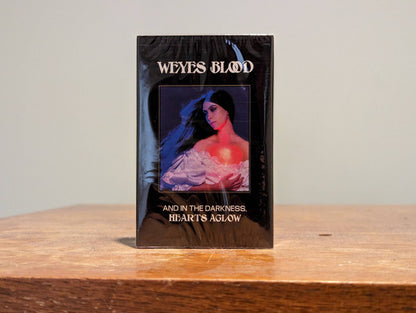 WEYES BLOOD
AND IN THE DARKNESS,
HEARTS AGLOW